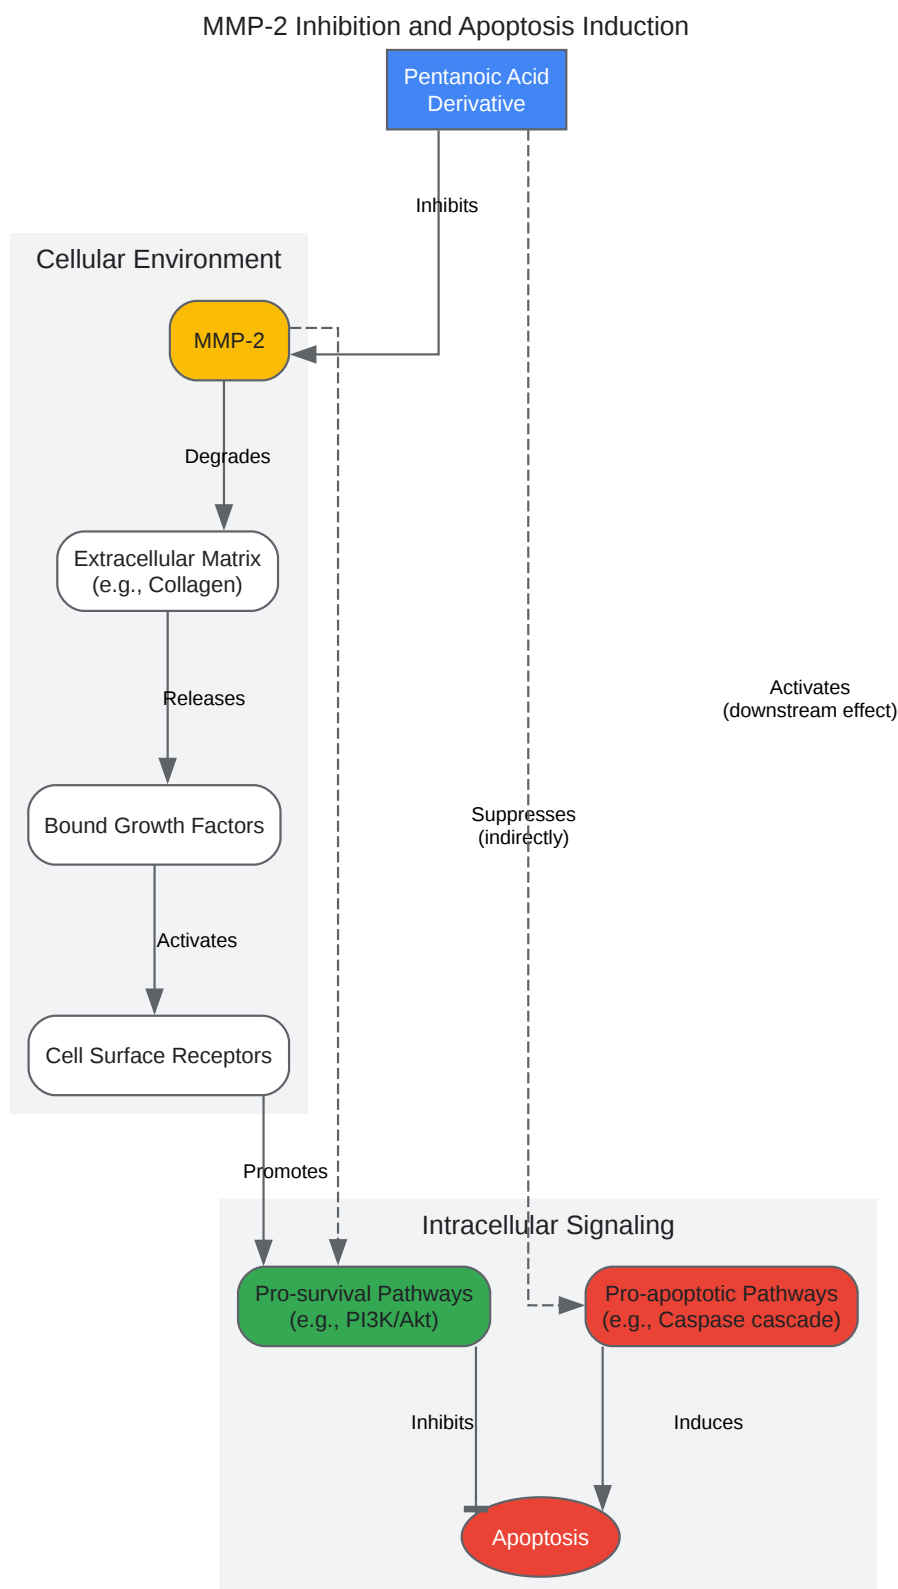 MMP-2 Inhibition and Apoptosis Induction
Pentanoic Acid
Derivative
Inhibits
Cellular Environment
MMP-2
Degrades
Extracellular Matrix
(e.g., Collagen)
Releases
Activates
(downstream effect)
Bound Growth Factors
Suppresses
(indirectly)
Activates
Cell Surface Receptors
Promotes
Intracellular Signaling
Pro-survival Pathways
(e.g., PI3K/Akt)
Pro-apoptotic Pathways
(e.g., Caspase cascade)
Inhibits
Induces
Apoptosis